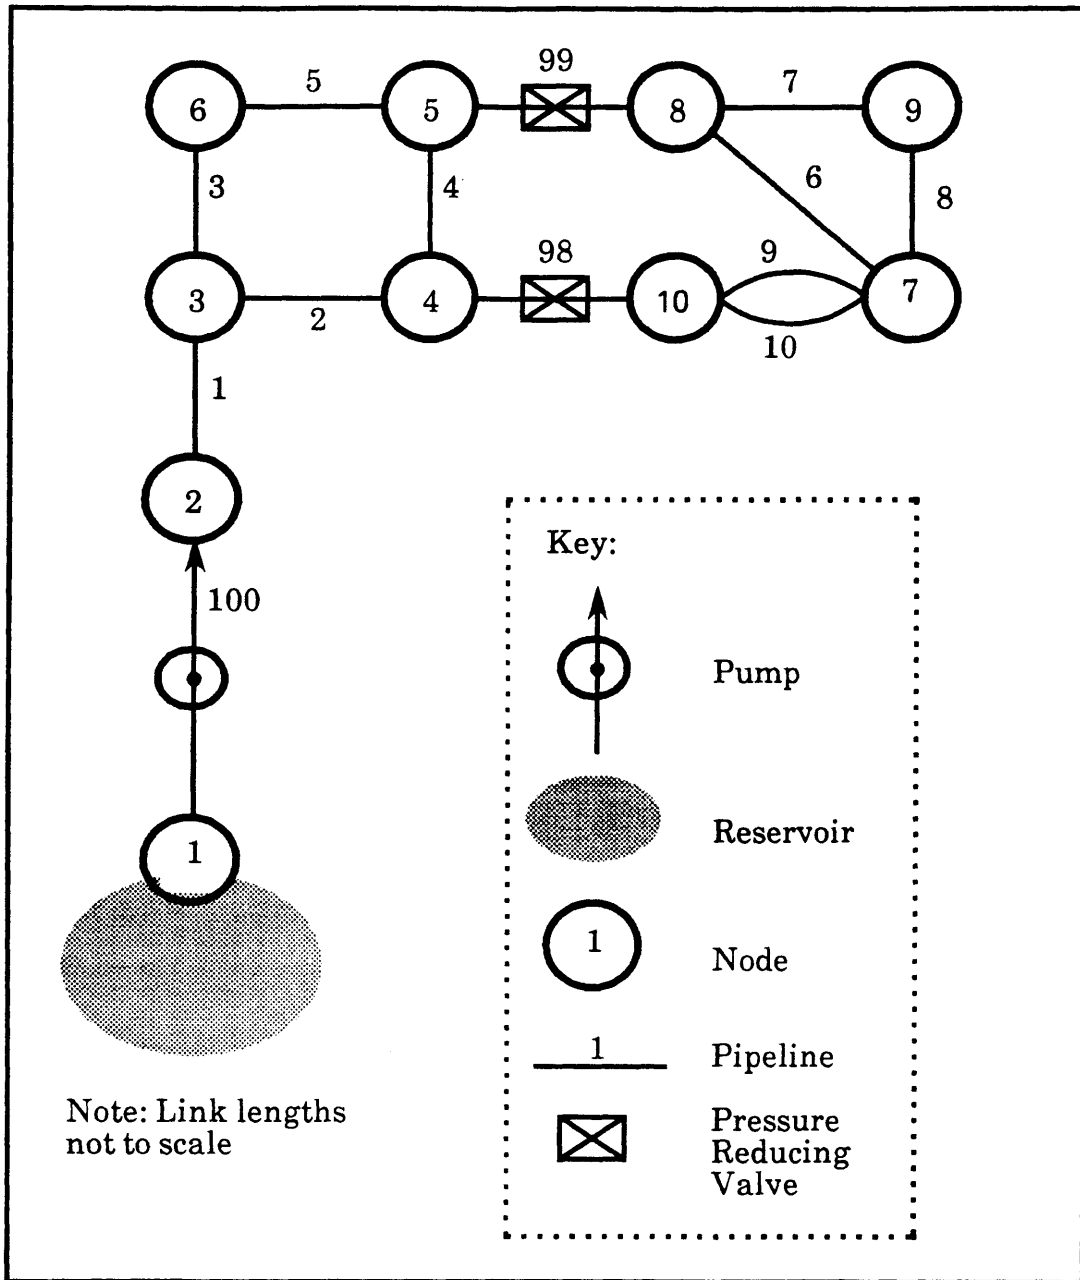 99
5
7
6
5
8
9
3
4
6
8
98
9
3
4
10
7
2
10
1
2
Key:
100
Pump
1
Reservoir
1
Node
1
Pipeline
Note: Link lengths
not to scale
Pressure
Reducing
Valve